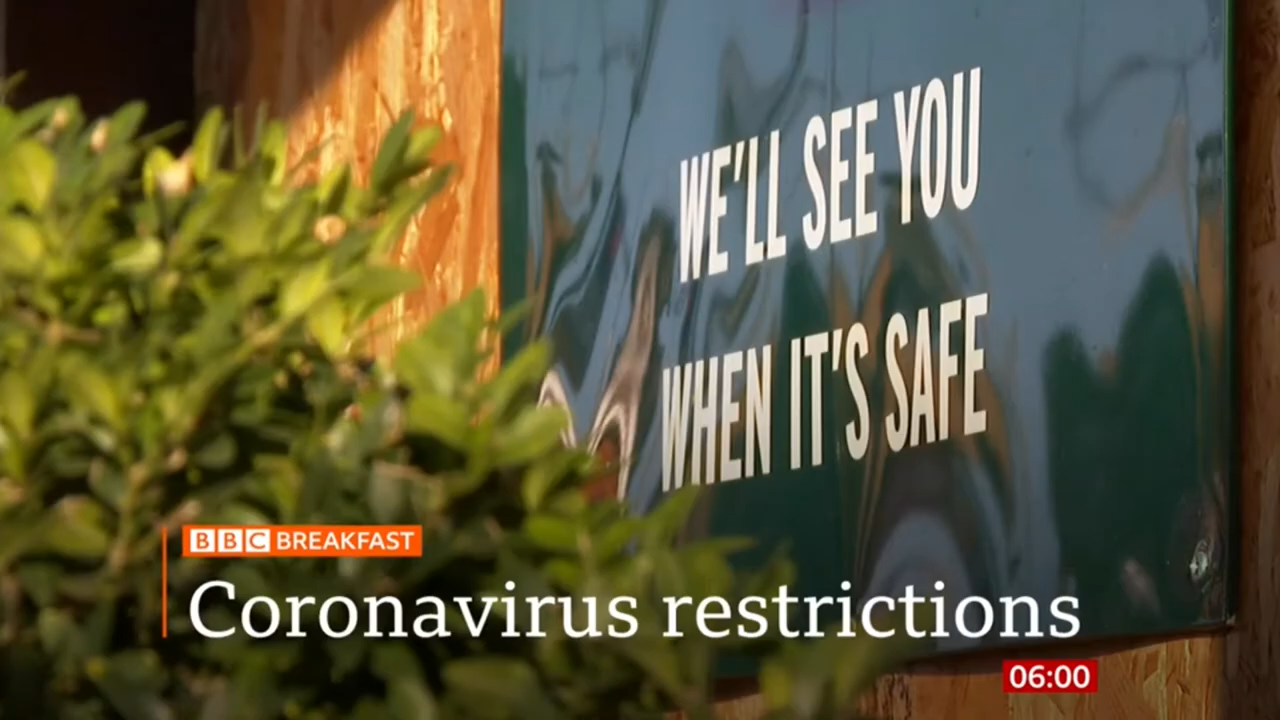 WE'LL SEE YOU
WHEN IT'S SAFE
BBC BREAKFAST
Coronavirus restrictions
06:00